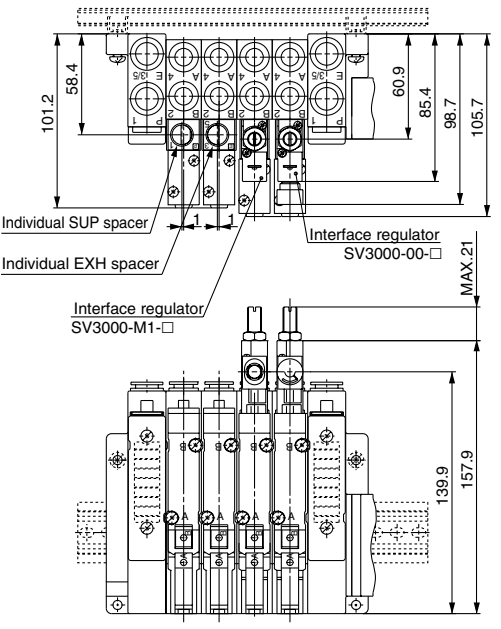 101.2
58.4
60.9
85.4
98.7
105.7
E 4 A 4 A 4 A 4 A E
3/5 3/5
P 1 2 B 2 B 2 B 2 B P 1
Individual SUP spacer
1 1
Individual EXH spacer
Interface regulator
SV3000-00-□
Interface regulator
SV3000-M1-□
MAX.21
139.9
157.9
B B B B
A A A A